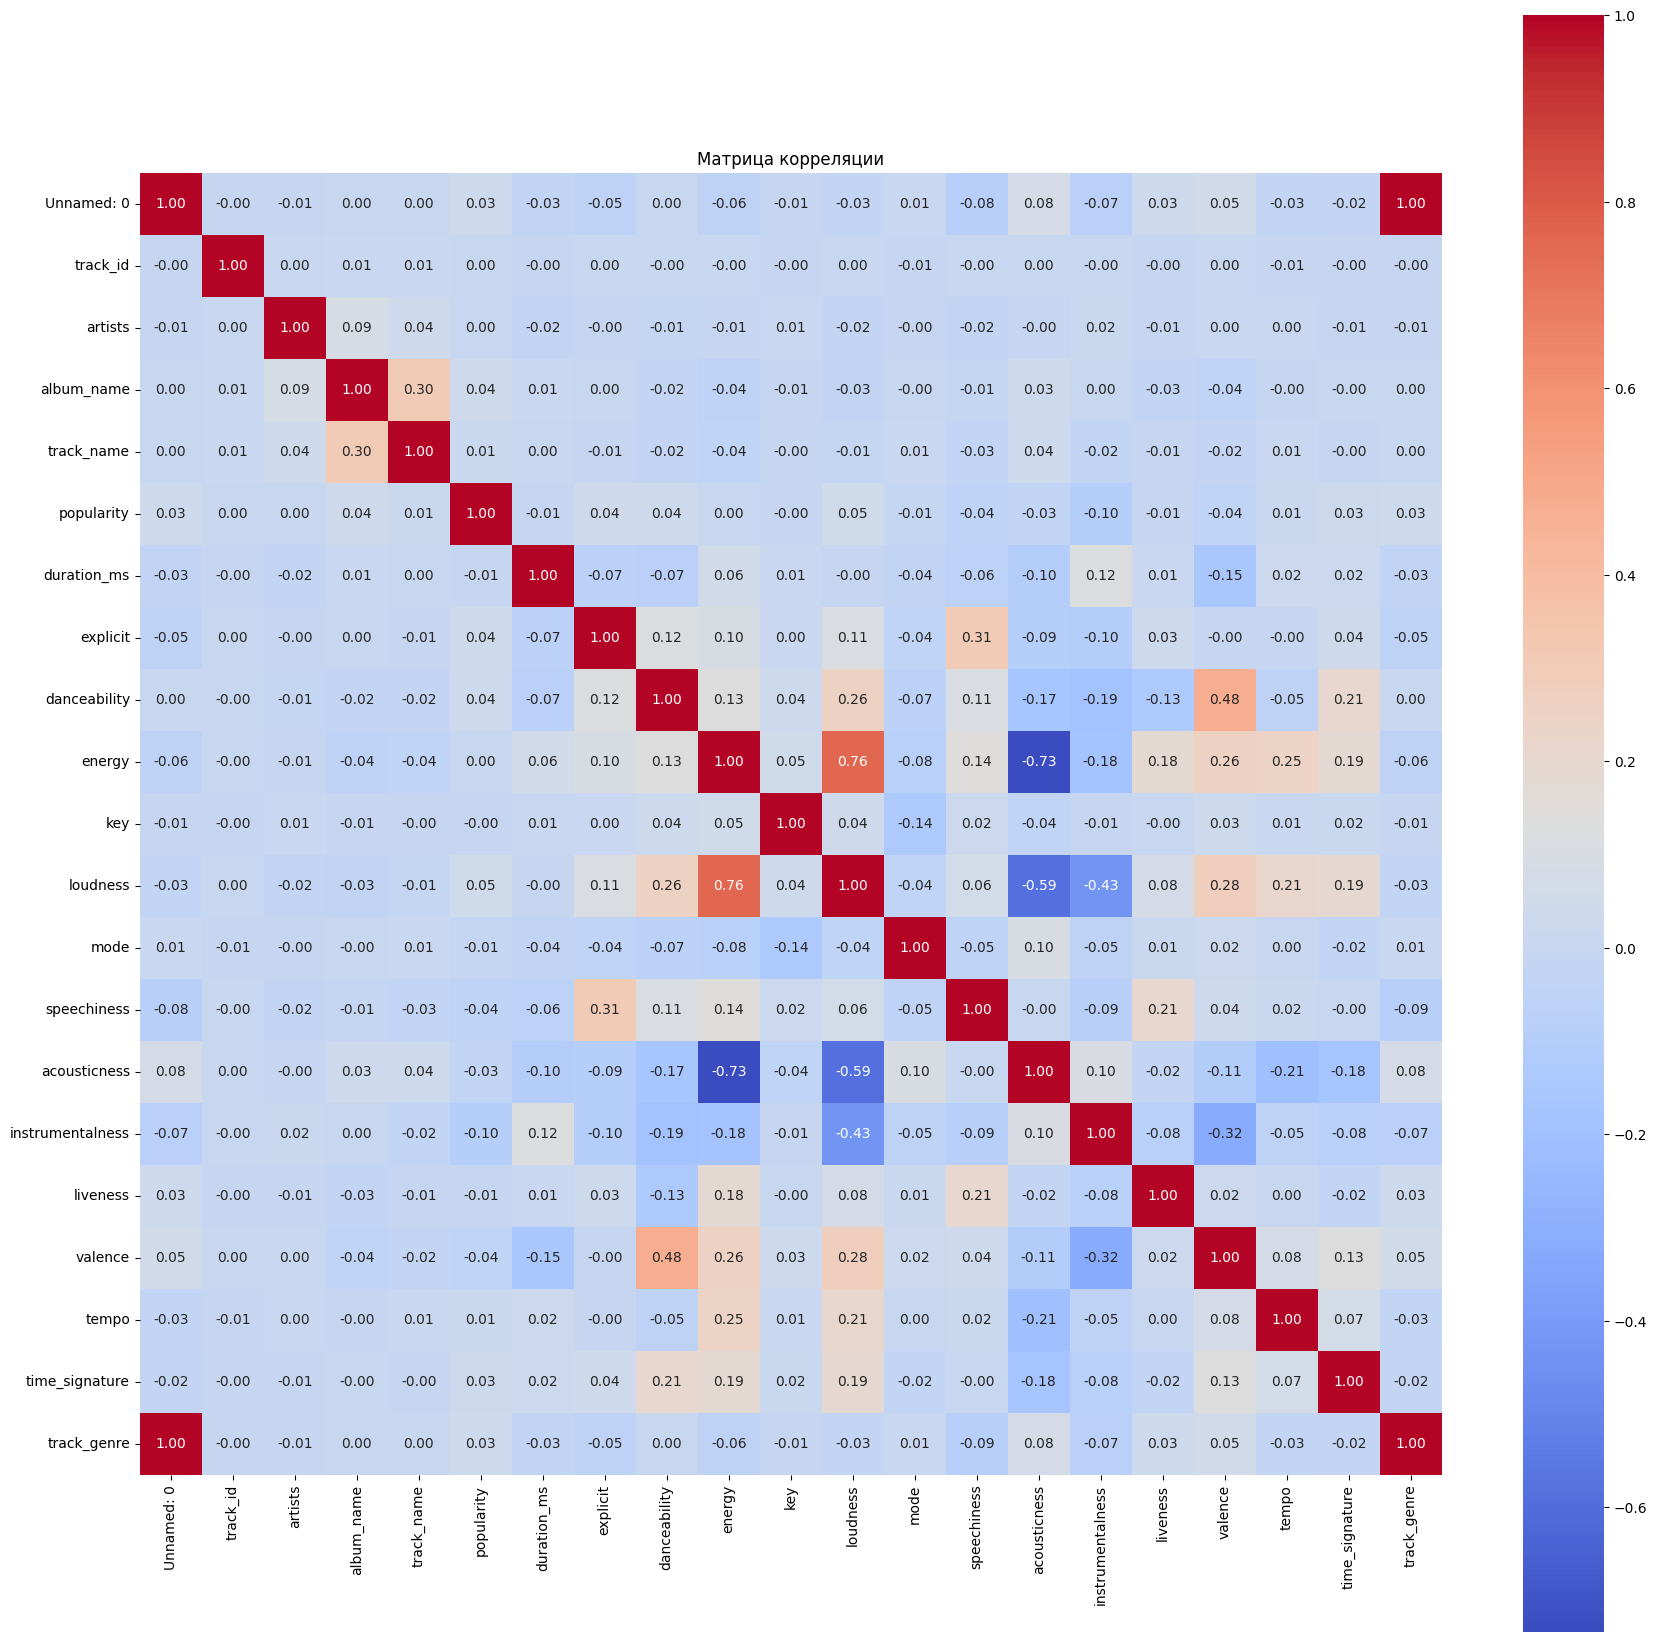 Матрица корреляции
Unnamed: 0 1.00 -0.00 -0.01 0.00 0.00 0.03 -0.03 -0.05 0.00 -0.06 -0.01 -0.03 0.01 -0.08 0.08 -0.07 0.03 0.05 -0.03 -0.02 1.00
track_id -0.00 1.00 0.00 0.01 0.01 0.00 -0.00 0.00 -0.00 -0.00 -0.00 0.00 -0.01 -0.00 0.00 -0.00 -0.00 0.00 -0.01 -0.00 -0.00
artists -0.01 0.00 1.00 0.09 0.04 0.00 -0.02 -0.00 -0.01 -0.01 0.01 -0.02 -0.00 -0.02 -0.00 0.02 -0.01 0.00 0.00 -0.01 -0.01
album_name 0.00 0.01 0.09 1.00 0.30 0.04 0.01 0.00 -0.02 -0.04 -0.01 -0.03 -0.00 -0.01 0.03 0.00 -0.03 -0.04 -0.00 -0.00 0.00
track_name 0.00 0.01 0.04 0.30 1.00 0.01 0.00 -0.01 -0.02 -0.04 -0.00 -0.01 0.01 -0.03 0.04 -0.02 -0.01 -0.02 0.01 -0.00 0.00
popularity 0.03 0.00 0.00 0.04 0.01 1.00 -0.01 0.04 0.04 0.00 -0.00 0.05 -0.01 -0.04 -0.03 -0.10 -0.01 -0.04 0.01 0.03 0.03
duration_ms -0.03 -0.00 -0.02 0.01 0.00 -0.01 1.00 -0.07 -0.07 0.06 0.01 -0.00 -0.04 -0.06 -0.10 0.12 0.01 -0.15 0.02 0.02 -0.03
explicit -0.05 0.00 -0.00 0.00 -0.01 0.04 -0.07 1.00 0.12 0.10 0.00 0.11 -0.04 0.31 -0.09 -0.10 0.03 -0.00 -0.00 0.04 -0.05
danceability 0.00 -0.00 -0.01 -0.02 -0.02 0.04 -0.07 0.12 1.00 0.13 0.04 0.26 -0.07 0.11 -0.17 -0.19 -0.13 0.48 -0.05 0.21 0.00
energy -0.06 -0.00 -0.01 -0.04 -0.04 0.00 0.06 0.10 0.13 1.00 0.05 0.76 -0.08 0.14 -0.73 -0.18 0.18 0.26 0.25 0.19 -0.06
key -0.01 -0.00 0.01 -0.01 -0.00 -0.00 0.01 0.00 0.04 0.05 1.00 0.04 -0.14 0.02 -0.04 -0.01 -0.00 0.03 0.01 0.02 -0.01
loudness -0.03 0.00 -0.02 -0.03 -0.01 0.05 -0.00 0.11 0.26 0.76 0.04 1.00 -0.04 0.06 -0.59 -0.43 0.08 0.28 0.21 0.19 -0.03
mode 0.01 -0.01 -0.00 -0.00 0.01 -0.01 -0.04 -0.04 -0.07 -0.08 -0.14 -0.04 1.00 -0.05 0.10 -0.05 0.01 0.02 0.00 -0.02 0.01
speechiness -0.08 -0.00 -0.02 -0.01 -0.03 -0.04 -0.06 0.31 0.11 0.14 0.02 0.06 -0.05 1.00 -0.00 -0.09 0.21 0.04 0.02 -0.00 -0.09
acousticness 0.08 0.00 -0.00 0.03 0.04 -0.03 -0.10 -0.09 -0.17 -0.73 -0.04 -0.59 0.10 -0.00 1.00 0.10 -0.02 -0.11 -0.21 -0.18 0.08
instrumentalness -0.07 -0.00 0.02 0.00 -0.02 -0.10 0.12 -0.10 -0.19 -0.18 -0.01 -0.43 -0.05 -0.09 0.10 1.00 -0.08 -0.32 -0.05 -0.08 -0.07
liveness 0.03 -0.00 -0.01 -0.03 -0.01 -0.01 0.01 0.03 -0.13 0.18 -0.00 0.08 0.01 0.21 -0.02 -0.08 1.00 0.02 0.00 -0.02 0.03
valence 0.05 0.00 0.00 -0.04 -0.02 -0.04 -0.15 -0.00 0.48 0.26 0.03 0.28 0.02 0.04 -0.11 -0.32 0.02 1.00 0.08 0.13 0.05
tempo -0.03 -0.01 0.00 -0.00 0.01 0.01 0.02 -0.00 -0.05 0.25 0.01 0.21 0.00 0.02 -0.21 -0.05 0.00 0.08 1.00 0.07 -0.03
time_signature -0.02 -0.00 -0.01 -0.00 -0.00 0.03 0.02 0.04 0.21 0.19 0.02 0.19 -0.02 -0.00 -0.18 -0.08 -0.02 0.13 0.07 1.00 -0.02
track_genre 1.00 -0.00 -0.01 0.00 0.00 0.03 -0.03 -0.05 0.00 -0.06 -0.01 -0.03 0.01 -0.09 0.08 -0.07 0.03 0.05 -0.03 -0.02 1.00
Unnamed: 0 track_id artists album_name track_name popularity duration_ms explicit danceability energy key loudness mode speechiness acousticness instrumentalness liveness valence tempo time_signature track_genre
1.0
0.8
0.6
0.4
0.2
0.0
−0.2
−0.4
−0.6